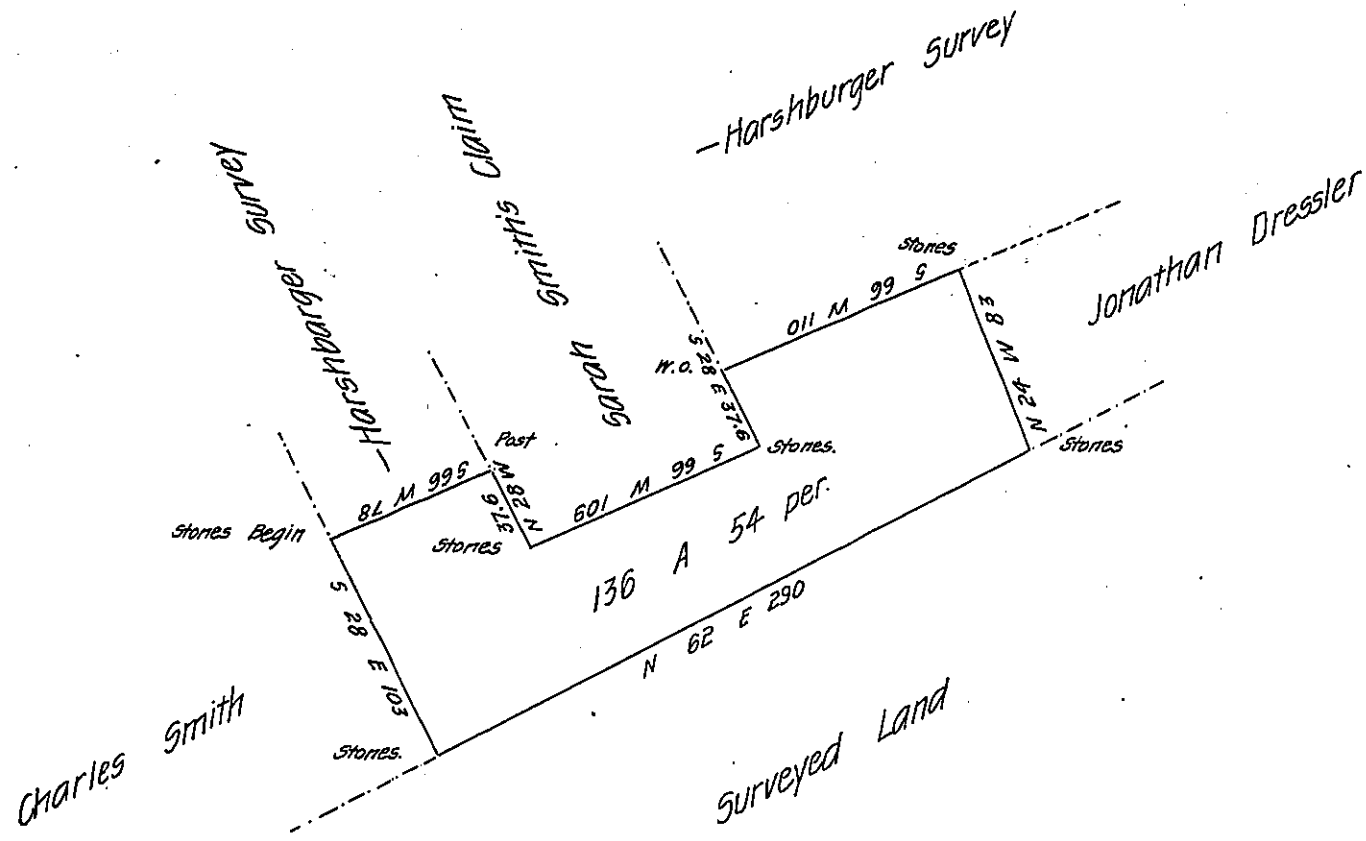 —Harshburger Survey
—Harshbarger Survey
Sarah Smith's Claim
Jonathan Dressler
Stones
S 66 W 110
N 24 W 83
W.O.
S 28 E 37.6
Post
Stones.
S 66 W 109
Stones
S 66 W 78
N 28 W
37.6
Stones Begin
Stones
136 A 54 per.
S 28 E 103
N 62 E 290
Charles Smith
Stones.
Surveyed Land